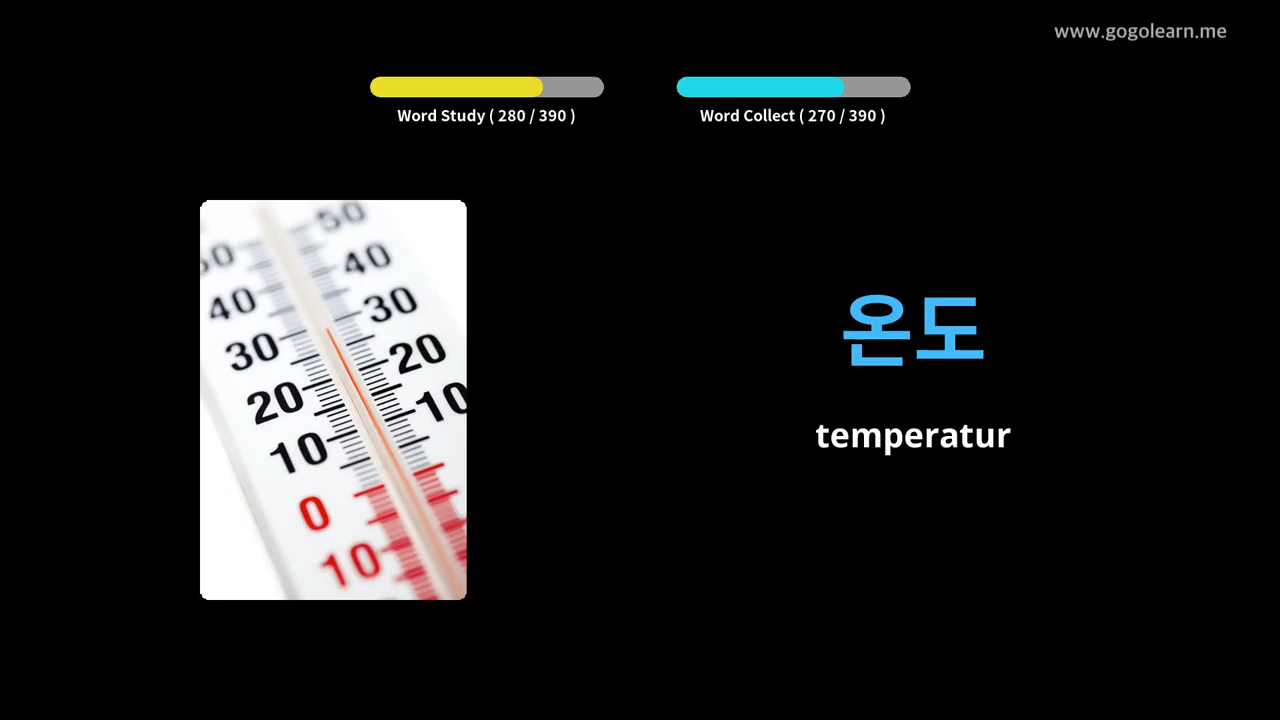 www.gogolearn.me
Word Study ( 280 / 390 )
Word Collect ( 270 / 390 )
50
50
40
40
30
30
20
20
10
10
0
10
온도
temperatur